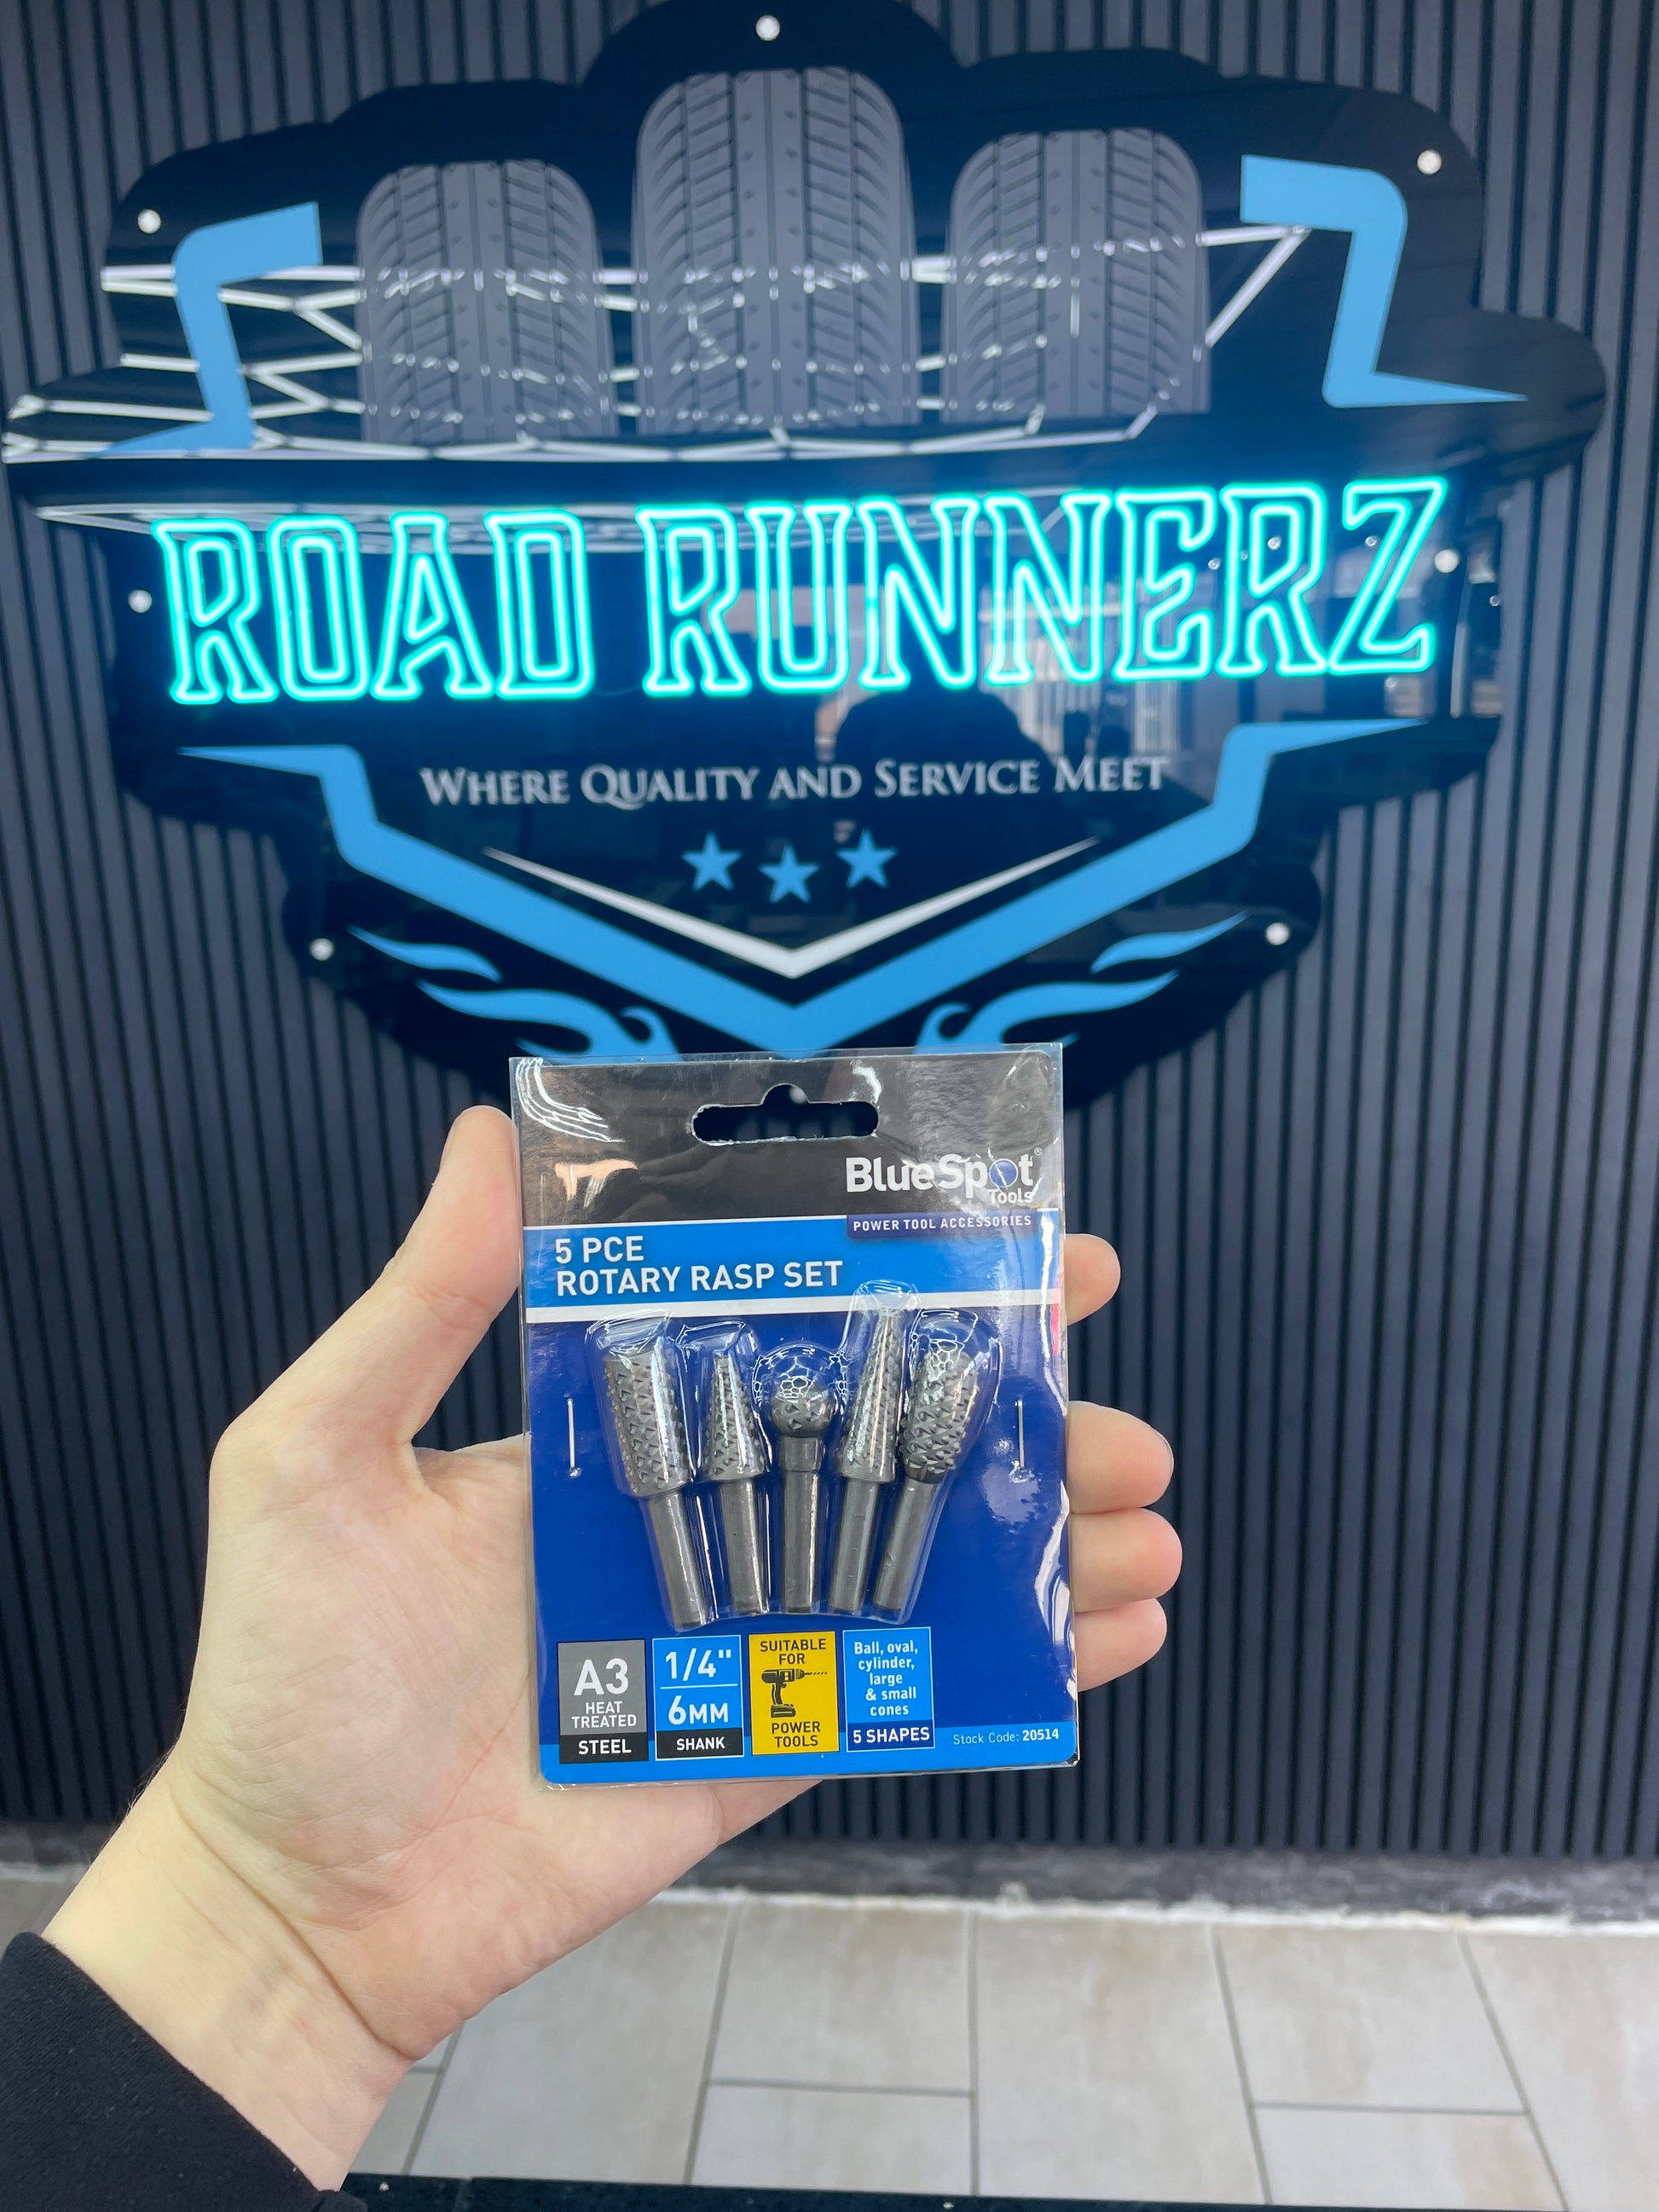 ROAD RUNNERZ
WHERE QUALITY AND SERVICE MEET
BlueSpot®
Tools
POWER TOOL ACCESSORIES
5 PCE
ROTARY RASP SET
A3
HEAT
TREATED
STEEL
1/4"
6MM
SHANK
SUITABLE
FOR
POWER
TOOLS
Ball, oval,
cylinder,
large
& small
cones
5 SHAPES
Stock Code: 20514